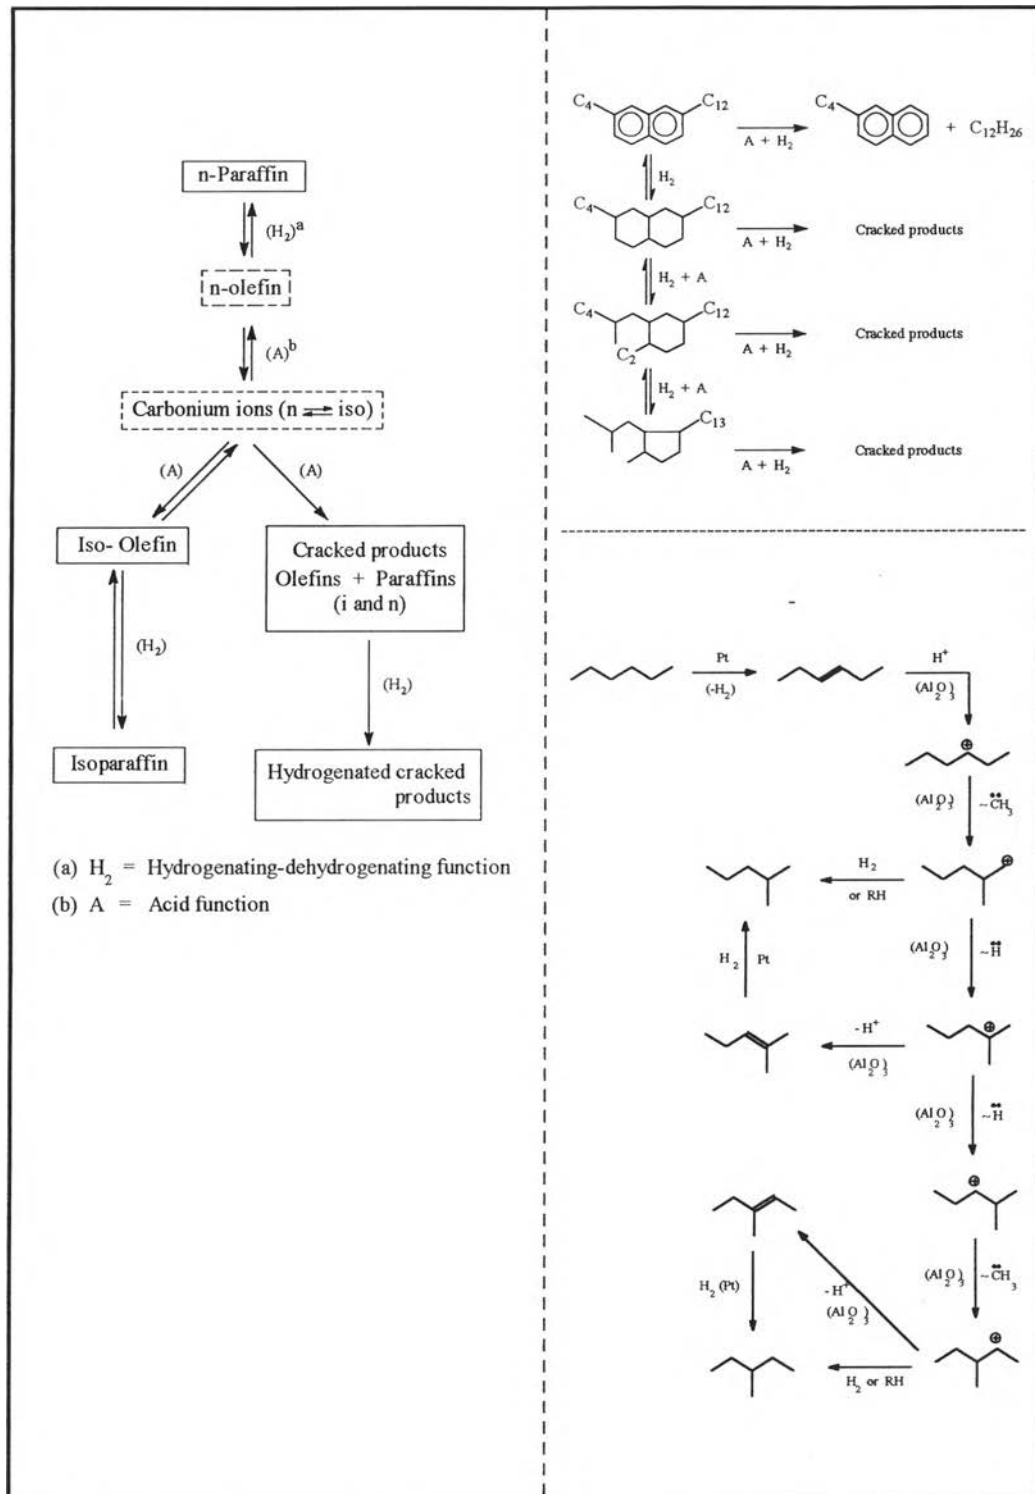 n-Paraffin
(H₂)ᵃ
n-olefin
(A)ᵇ
Carbonium ions (n ⇌ iso)
(A)
(A)
Iso- Olefin
Cracked products
Olefins + Paraffins
(i and n)
(H₂)
(H₂)
Isoparaffin
Hydrogenated cracked
products
(a) H₂ = Hydrogenating-dehydrogenating function
(b) A = Acid function
C₄
C₁₂
A + H₂
C₄
+ C₁₂H₂₆
H₂
C₄
C₁₂
A + H₂
Cracked products
H₂ + A
C₄
C₁₂
C₂
A + H₂
Cracked products
H₂ + A
C₁₃
A + H₂
Cracked products
Pt
(-H₂)
H⁺
(Al₂O₃)
⊕
(Al₂O₃)
~C̈H₃
⊕
H₂
or RH
(Al₂O₃)
~Ḧ
H₂
Pt
⊕
-H⁺
(Al₂O₃)
(Al₂O₃)
~Ḧ
⊕
(Al₂O₃)
~C̈H₃
H₂ (Pt)
-H⁺
(Al₂O₃)
⊕
H₂ or RH